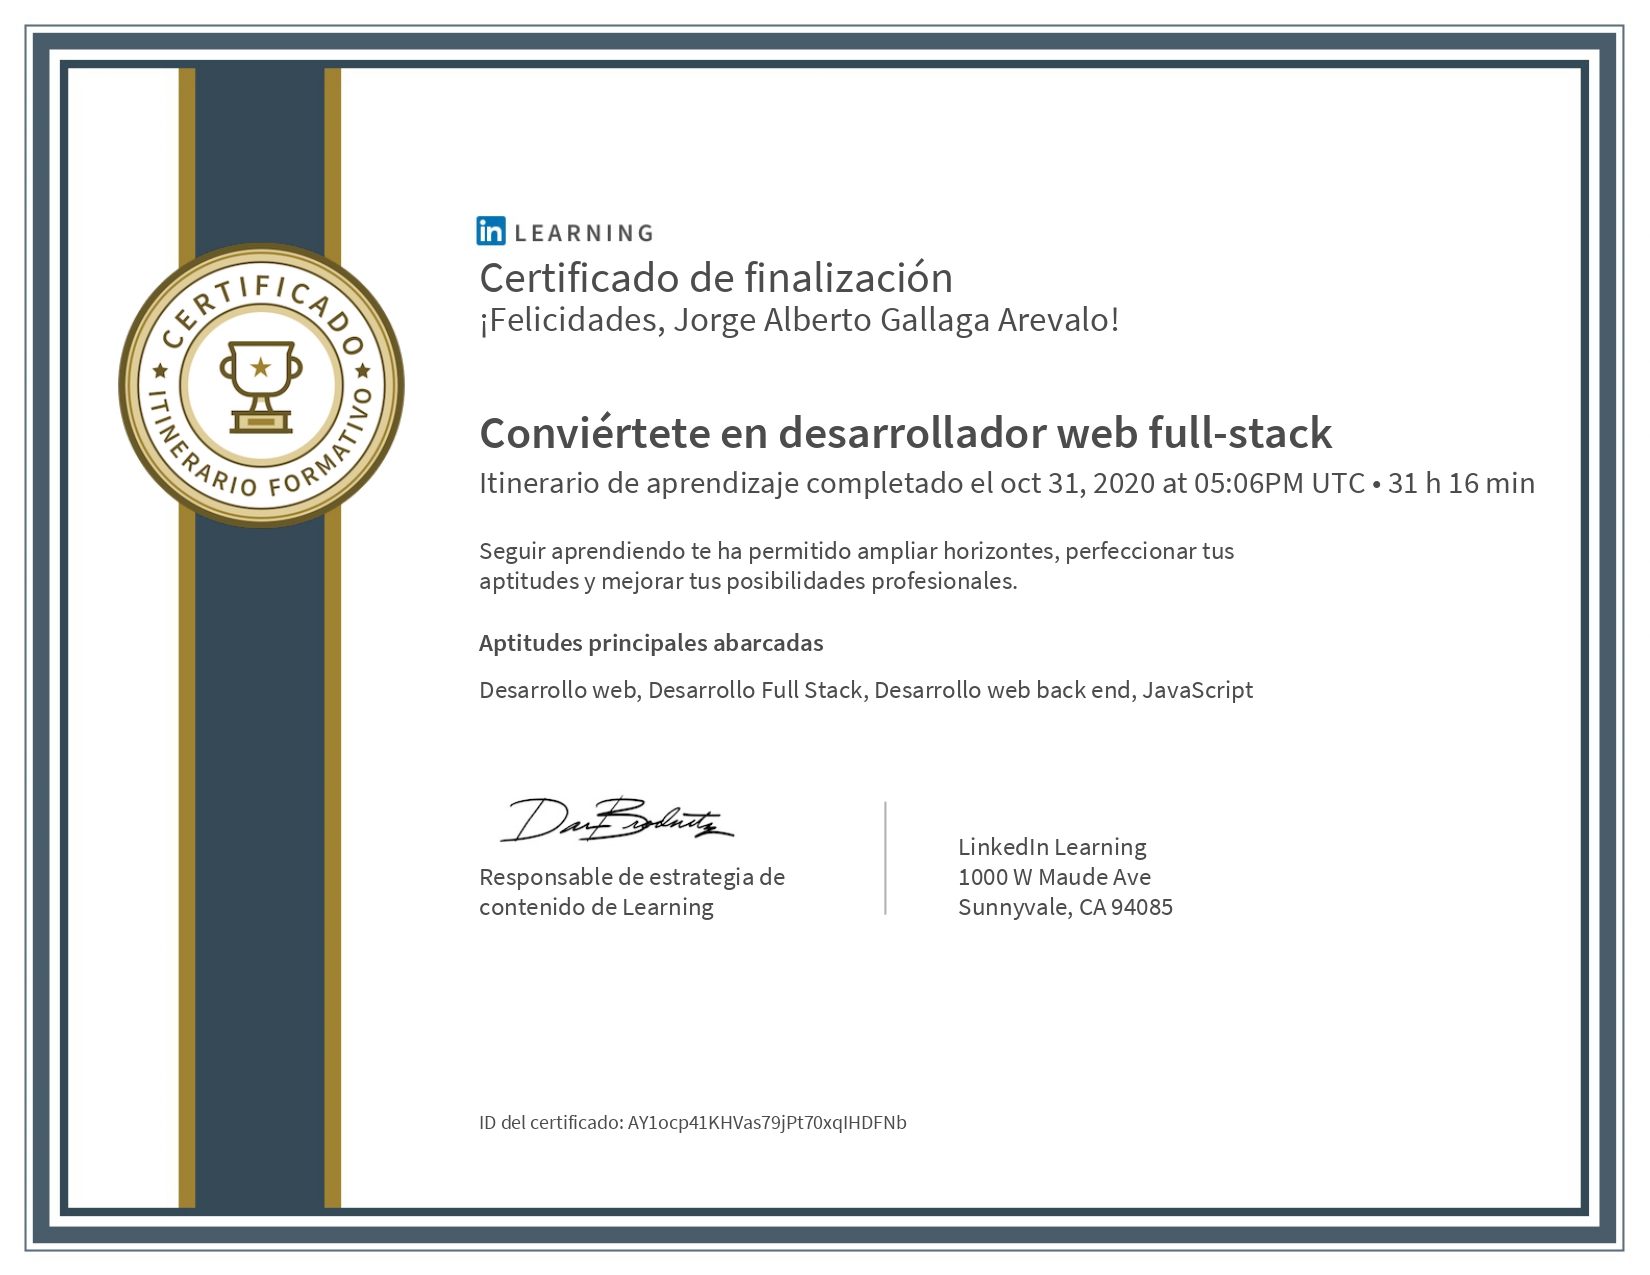 CERTIFICADO
ITINERARIO FORMATIVO
in LEARNING
Certificado de finalización
¡Felicidades, Jorge Alberto Gallaga Arevalo!
Conviértete en desarrollador web full-stack
Itinerario de aprendizaje completado el oct 31, 2020 at 05:06PM UTC • 31 h 16 min
Seguir aprendiendo te ha permitido ampliar horizontes, perfeccionar tus
aptitudes y mejorar tus posibilidades profesionales.
Aptitudes principales abarcadas
Desarrollo web, Desarrollo Full Stack, Desarrollo web back end, JavaScript
Dan Brodnitz
Responsable de estrategia de
contenido de Learning
LinkedIn Learning
1000 W Maude Ave
Sunnyvale, CA 94085
ID del certificado: AY1ocp41KHVas79jPt70xqIHDFNb